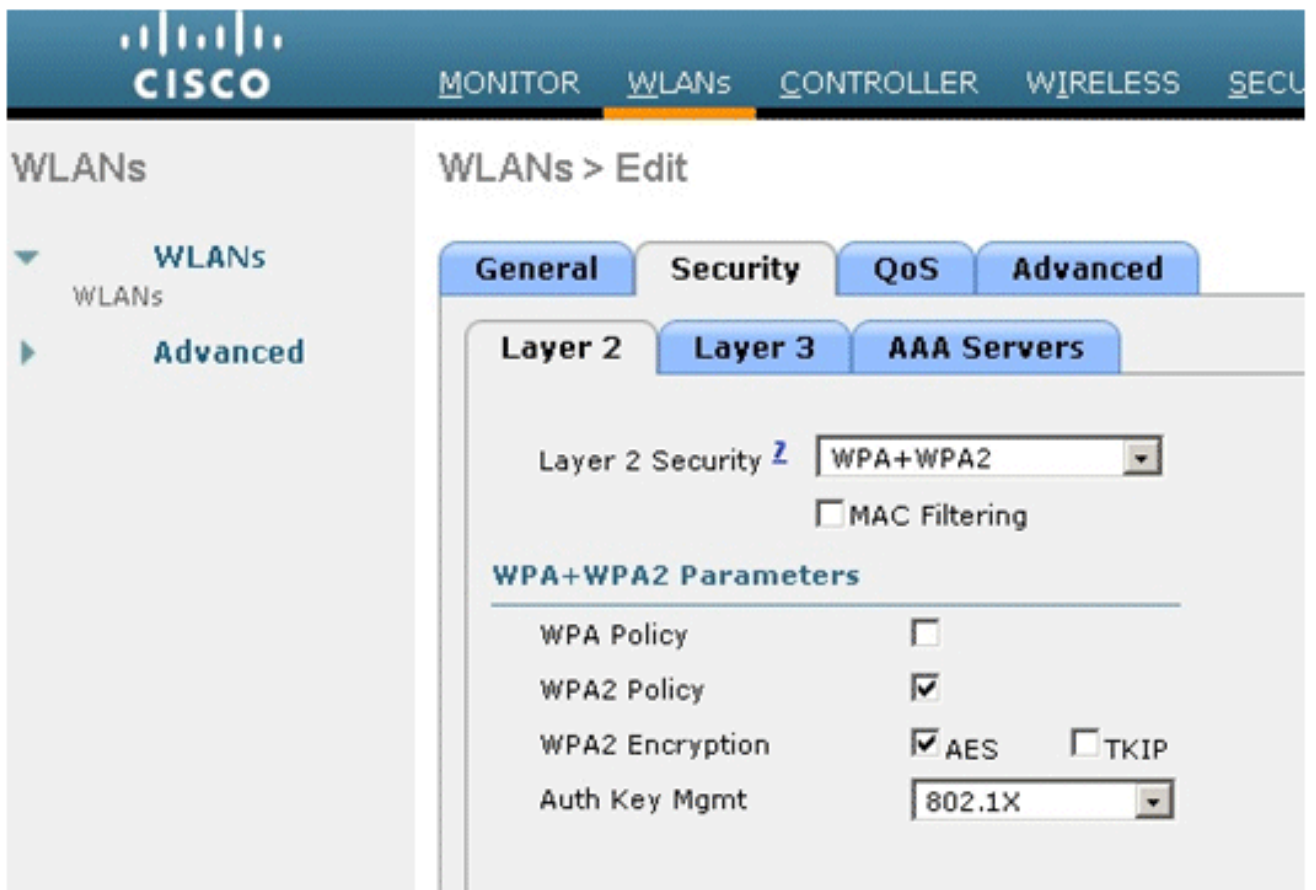 CISCO
MONITOR WLANs CONTROLLER WIRELESS SECU
WLANs
WLANs
WLANs
Advanced
WLANs > Edit
General Security QoS Advanced
Layer 2 Layer 3 AAA Servers
Layer 2 Security 7 WPA+WPA2
MAC Filtering
WPA+WPA2 Parameters
WPA Policy
WPA2 Policy
WPA2 Encryption AES TKIP
Auth Key Mgmt 802.1X